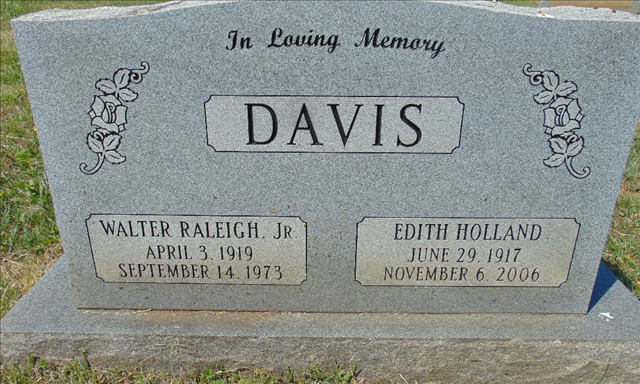 In Loving Memory
DAVIS
WALTER RALEIGH, JR
APRIL 3, 1919
SEPTEMBER 14, 1973
EDITH HOLLAND
JUNE 29, 1917
NOVEMBER 6, 2006